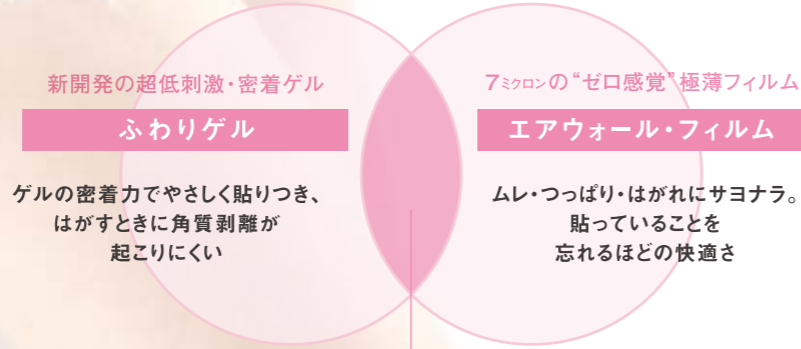 新開発の超低刺激・密着ゲル
ふわりゲル
ゲルの密着力でやさしく貼りつき、
はがすときに角質剥離が
起こりにくい
7ミクロンの“ゼロ感覚”極薄フィルム
エアウォール・フィルム
ムレ・つっぱり・はがれにサヨナラ。
貼っていることを
忘れるほどの快適さ